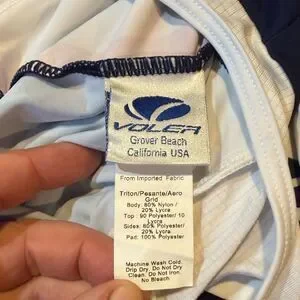 VOLER
Grover Beach
California USA
From Imported Fabric
Triton/Pesante/Aero
Grid
Body: 80% Nylon /
20% Lycra
Top: 90 Polyester/ 10
Lycra
Sides: 80% Polyester/
20% Lycra
Pad: 100% Polyester
Machine Wash Cold.
Drip Dry. Do Not Dry
Clean. Do Not Iron.
No Bleach